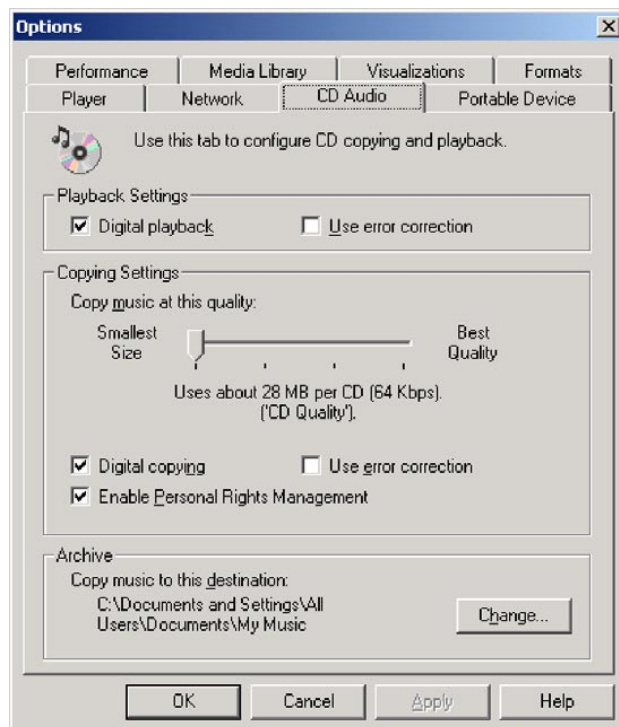 Options
Performance Media Library Visualizations Formats
Player Network CD Audio Portable Device
Use this tab to configure CD copying and playback.
Playback Settings
Digital playback Use error correction
Copying Settings
Copy music at this quality:
Smallest Size Best Quality
Uses about 28 MB per CD (64 Kbps).
('CD Quality').
Digital copying Use error correction
Enable Personal Rights Management
Archive
Copy music to this destination:
C:\Documents and Settings\All
Users\Documents\My Music
Change...
OK Cancel Apply Help